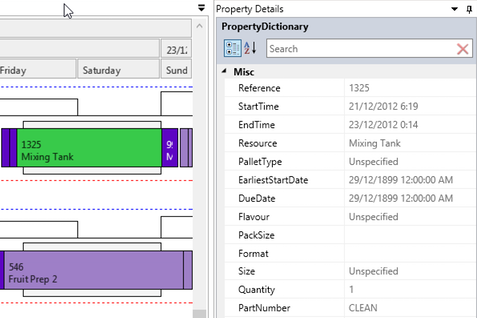 23/12
Friday
Saturday
Sund
1325
Mixing Tank
546
Fruit Prep 2
Property Details
PropertyDictionary
Search
Misc
Reference 1325
StartTime 21/12/2012 6:19
EndTime 23/12/2012 0:14
Resource Mixing Tank
PalletType Unspecified
EarliestStartDate 29/12/1899 12:00:00 AM
DueDate 29/12/1899 12:00:00 AM
Flavour Unspecified
PackSize
Format
Size Unspecified
Quantity 1
PartNumber CLEAN